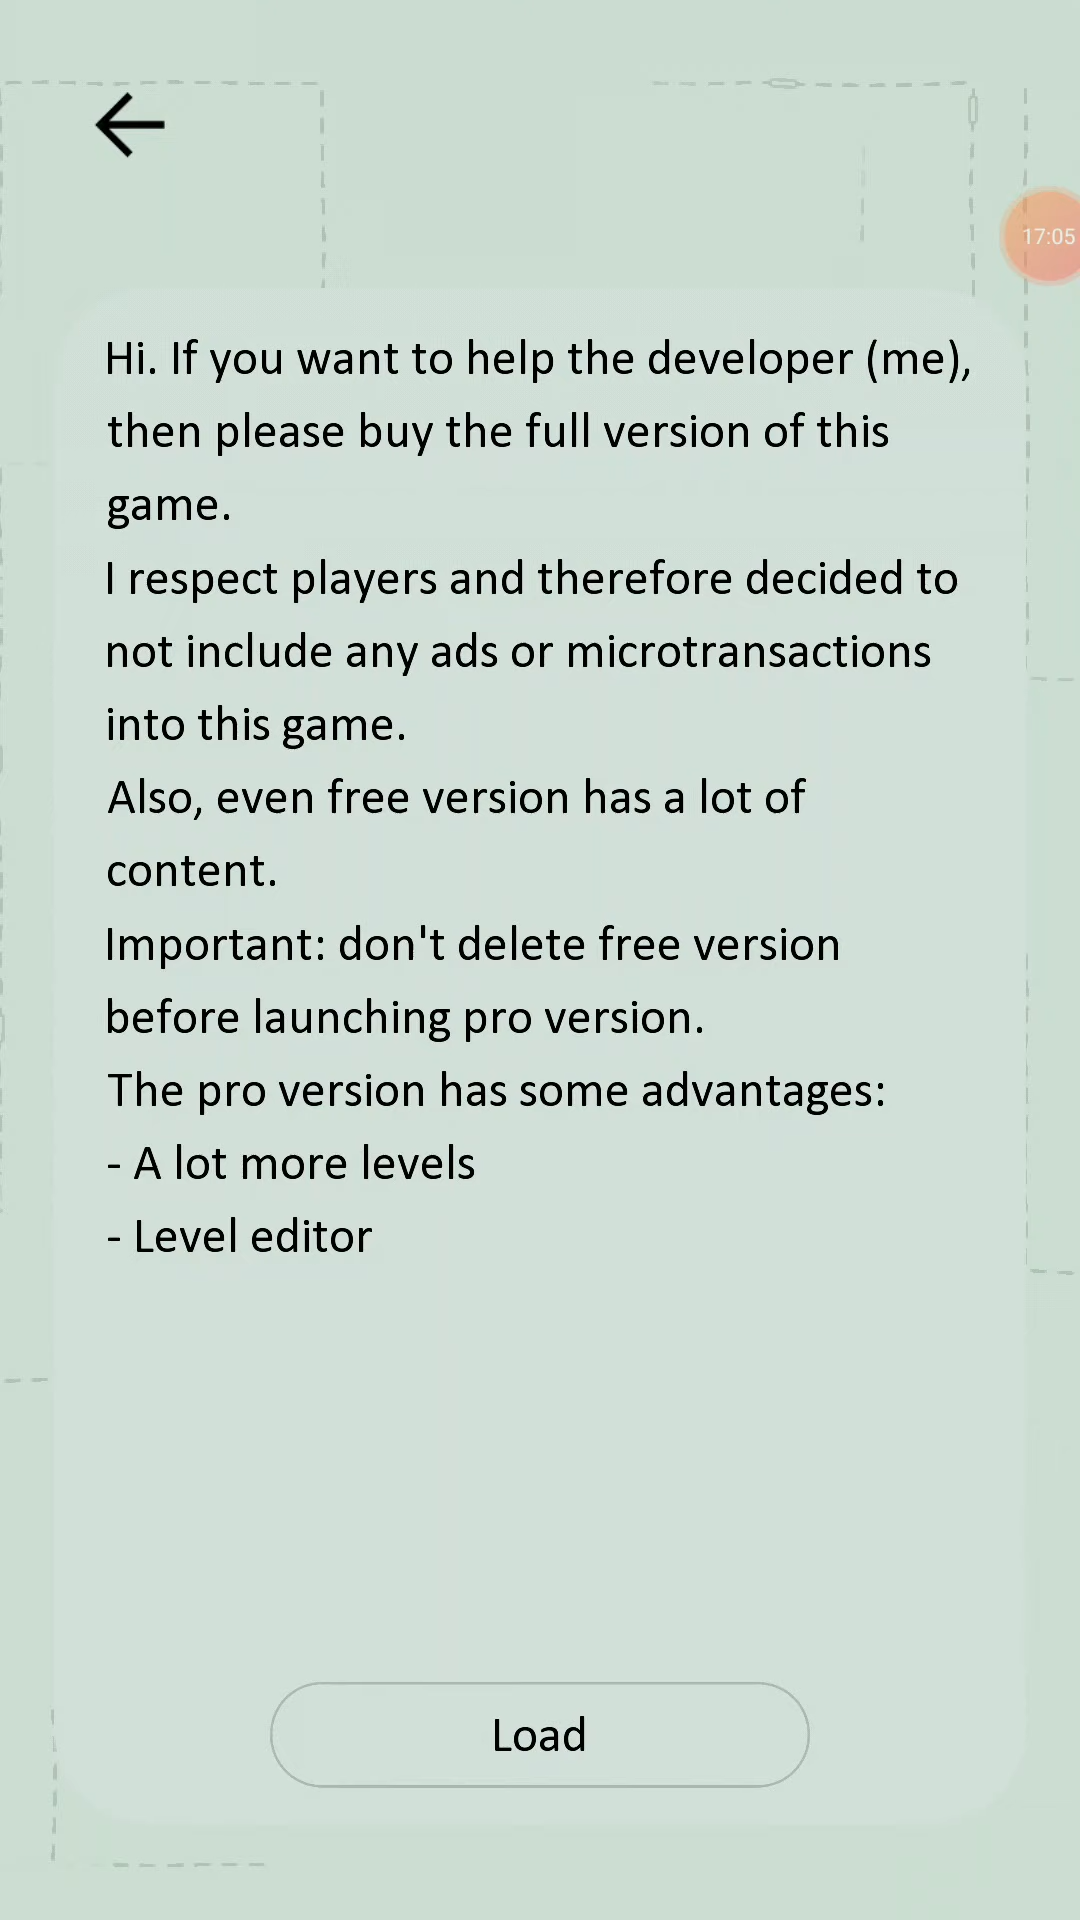 17:05
Hi. If you want to help the developer (me),
then please buy the full version of this
game.
I respect players and therefore decided to
not include any ads or microtransactions
into this game.
Also, even free version has a lot of
content.
Important: don't delete free version
before launching pro version.
The pro version has some advantages:
- A lot more levels
- Level editor
Load